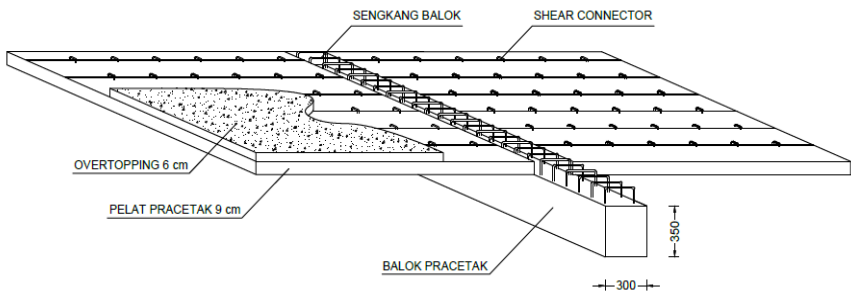 SENGKANG BALOK
SHEAR CONNECTOR
OVERTOPPING 6 cm
PELAT PRACETAK 9 cm
BALOK PRACETAK
350
300